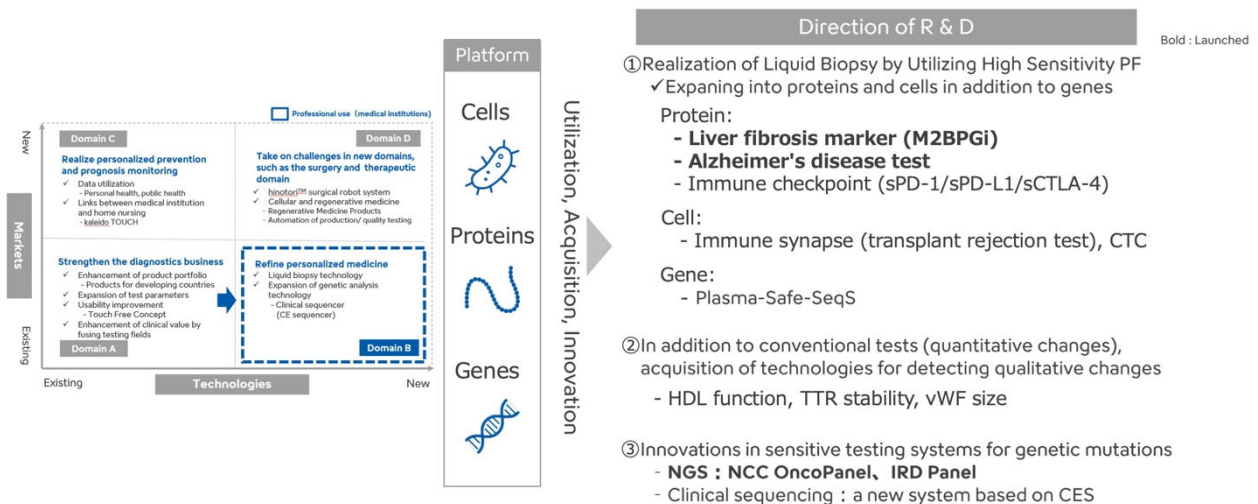 Professional use (medical institutions)
New
Markets
Existing
Domain C
Realize personalized prevention
and prognosis monitoring
✓ Data utilization
- Personal health, public health
✓ Links between medical institution
and home nursing
- kaleido TOUCH
Domain D
Take on challenges in new domains,
such as the surgery and therapeutic
domain
✓ hinotori™ surgical robot system
✓ Cellular and regenerative medicine
- Regenerative Medicine Products
- Automation of production/ quality testing
Strengthen the diagnostics business
✓ Enhancement of product portfolio
- Products for developing countries
✓ Expansion of test parameters
✓ Usability improvement
- Touch Free Concept
✓ Enhancement of clinical value by
fusing testing fields
Domain A
Refine personalized medicine
✓ Liquid biopsy technology
✓ Expansion of genetic analysis
technology
- Clinical sequencer
(CE sequencer)
Domain B
Existing
Technologies
New
Platform
Cells
Proteins
Genes
Utilization, Acquisition, Innovation
Direction of R & D
Bold : Launched
①Realization of Liquid Biopsy by Utilizing High Sensitivity PF
✓Expaning into proteins and cells in addition to genes
Protein:
- Liver fibrosis marker (M2BPGi)
- Alzheimer's disease test
- Immune checkpoint (sPD-1/sPD-L1/sCTLA-4)
Cell:
- Immune synapse (transplant rejection test), CTC
Gene:
- Plasma-Safe-SeqS
②In addition to conventional tests (quantitative changes),
acquisition of technologies for detecting qualitative changes
- HDL function, TTR stability, vWF size
③Innovations in sensitive testing systems for genetic mutations
- NGS：NCC OncoPanel、IRD Panel
- Clinical sequencing：a new system based on CES